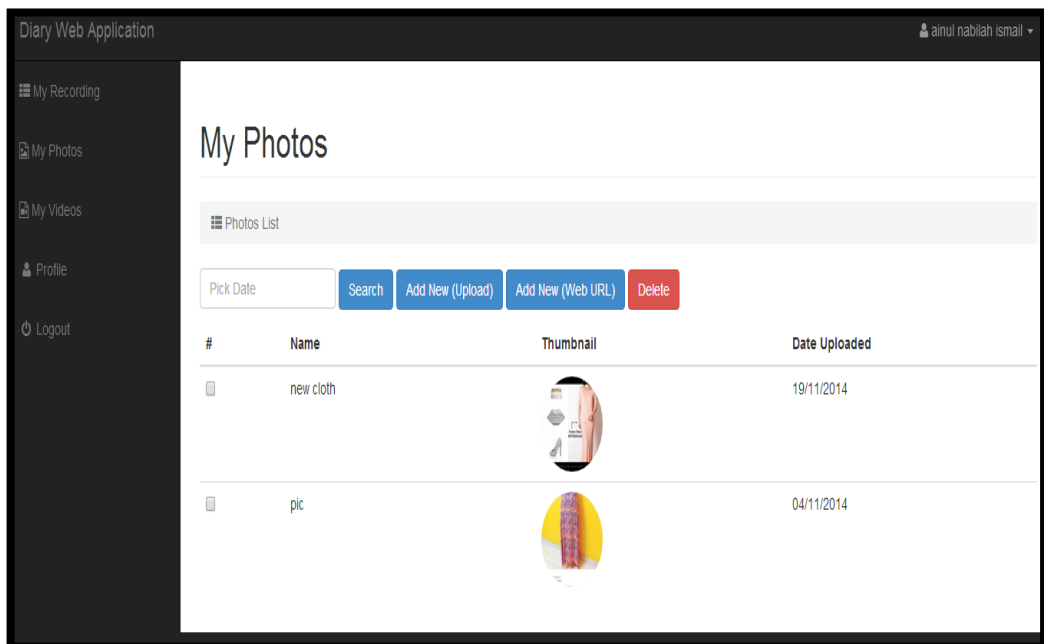 Diary Web Application
ainul nabilah ismail
My Recording
My Photos
My Videos
Profile
Logout
My Photos
Photos List
Pick Date Search Add New (Upload) Add New (Web URL) Delete
# Name Thumbnail Date Uploaded
new cloth 19/11/2014
pic 04/11/2014